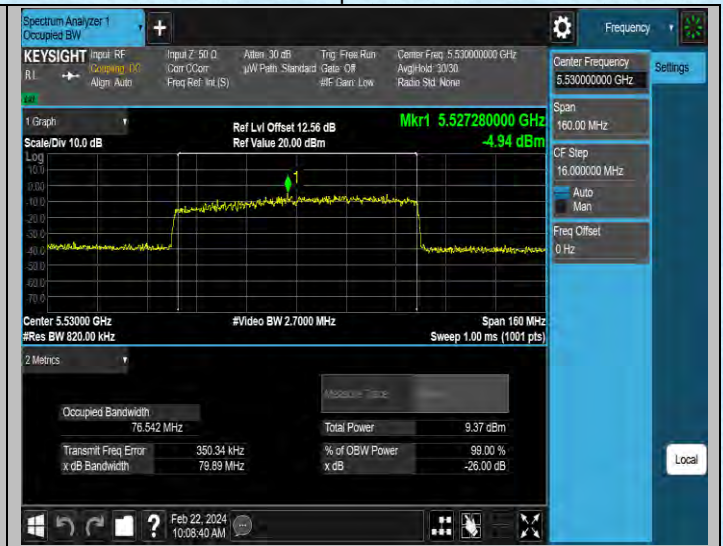 Spectrum Analyzer 1
Occupied BW
+
Frequency
KEYSIGHT Input: RF
R L
Coupling: DC
Align: Auto
Input Z: 50 Ω
Corr CCorr
Freq Ref: Int (S)
Atten: 30 dB
µW Path: Standard
Trig: Free Run
Gate: Off
#IF Gain: Low
Center Freq: 5.530000000 GHz
Avg|Hold: 30/30
Radio Std: None
Center Frequency
5.530000000 GHz
Settings
Span
160.00 MHz
CF Step
16.000000 MHz
Auto
Man
Freq Offset
0 Hz
1 Graph
Scale/Div 10.0 dB
Ref Lvl Offset 12.56 dB
Ref Value 20.00 dBm
Mkr1 5.527280000 GHz
-4.94 dBm
Log
10.0
0.00
-10.0
-20.0
-30.0
-40.0
-50.0
-60.0
-70.0
1
Center 5.53000 GHz
#Res BW 820.00 kHz
#Video BW 2.7000 MHz
Span 160 MHz
Sweep 1.00 ms (1001 pts)
2 Metrics
Measure Trace
Occupied Bandwidth
76.542 MHz
Total Power 9.37 dBm
Transmit Freq Error 350.34 kHz
% of OBW Power 99.00 %
x dB Bandwidth 79.89 MHz
x dB -26.00 dB
Local
?
Feb 22, 2024
10:08:40 AM